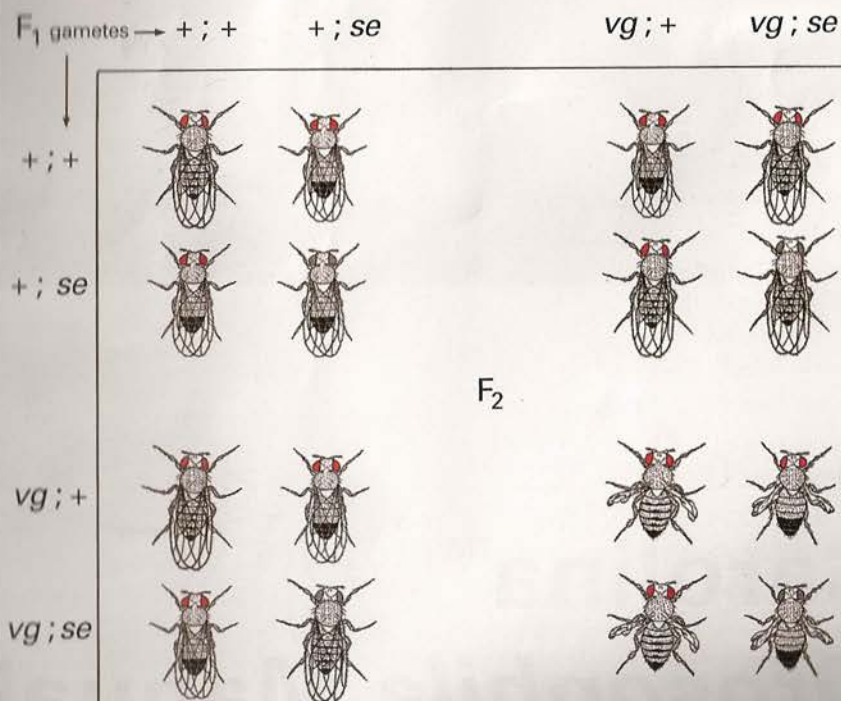 F₁ gametes → + ; + + ; se vg ; + vg ; se
+ ; +
+ ; se
F₂
vg ; +
vg ; se